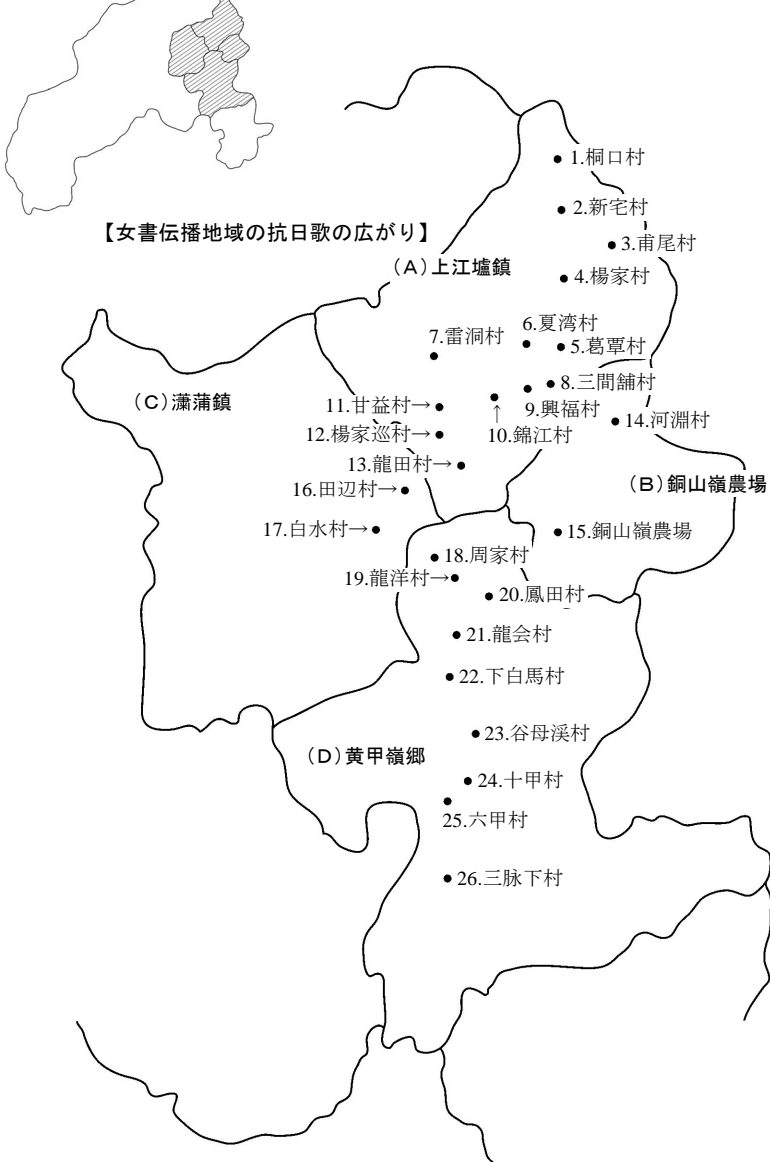 1.桐口村
2.新宅村
【女書伝播地域の抗日歌の広がり】
3.甫尾村
(A)上江墟鎮
4.楊家村
6.夏湾村
7.雷洞村
5.葛覃村
8.三間舗村
(C)瀟蒲鎮
11.甘益村→
9.興福村
↑
14.河淵村
12.楊家巡村→
10.錦江村
13.龍田村→
16.田辺村→
(B)銅山嶺農場
17.白水村→
15.銅山嶺農場
18.周家村
19.龍洋村→
20.鳳田村
21.龍会村
22.下白馬村
23.谷母渓村
(D)黄甲嶺郷
24.十甲村
25.六甲村
26.三脉下村